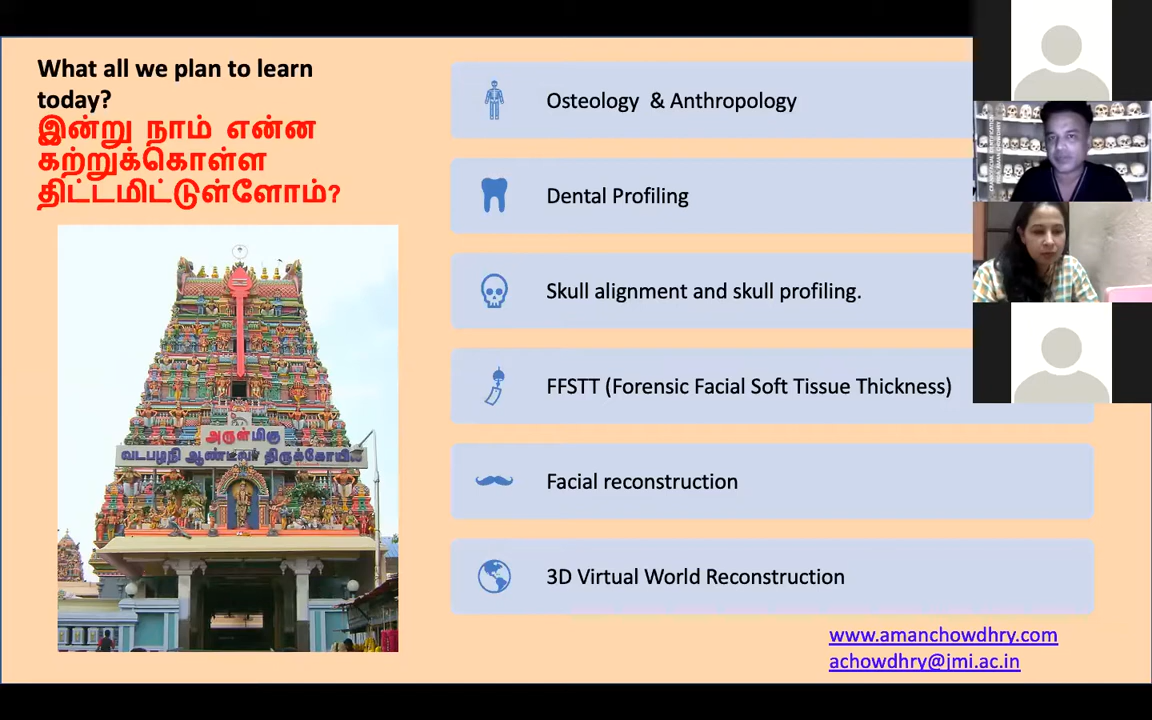 What all we plan to learn
today?
இன்று நாம் என்ன
கற்றுக்கொள்ள
திட்டமிட்டுள்ளோம்?
அருள்மிகு
வடபழநி ஆண்டவர் திருக்கோயில்
Osteology & Anthropology
Dental Profiling
Skull alignment and skull profiling.
FFSTT (Forensic Facial Soft Tissue Thickness)
Facial reconstruction
3D Virtual World Reconstruction
www.amanchowdhry.com
achowdhry@jmi.ac.in